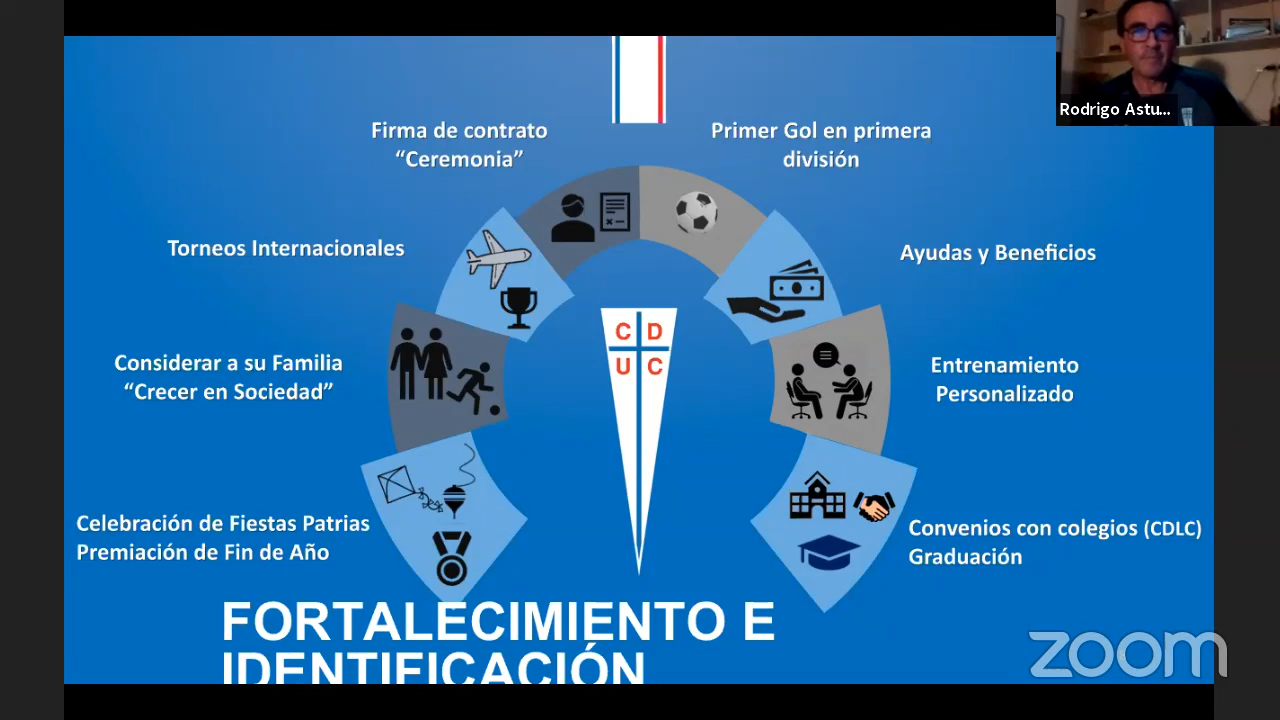 Rodrigo Astu...
Firma de contrato
“Ceremonia”
Primer Gol en primera
división
Torneos Internacionales
Ayudas y Beneficios
Considerar a su Familia
“Crecer en Sociedad”
C D
U C
Entrenamiento
Personalizado
Celebración de Fiestas Patrias
Premiación de Fin de Año
Convenios con colegios (CDLC)
Graduación
FORTALECIMIENTO E
IDENTIFICACIÓN
zoom